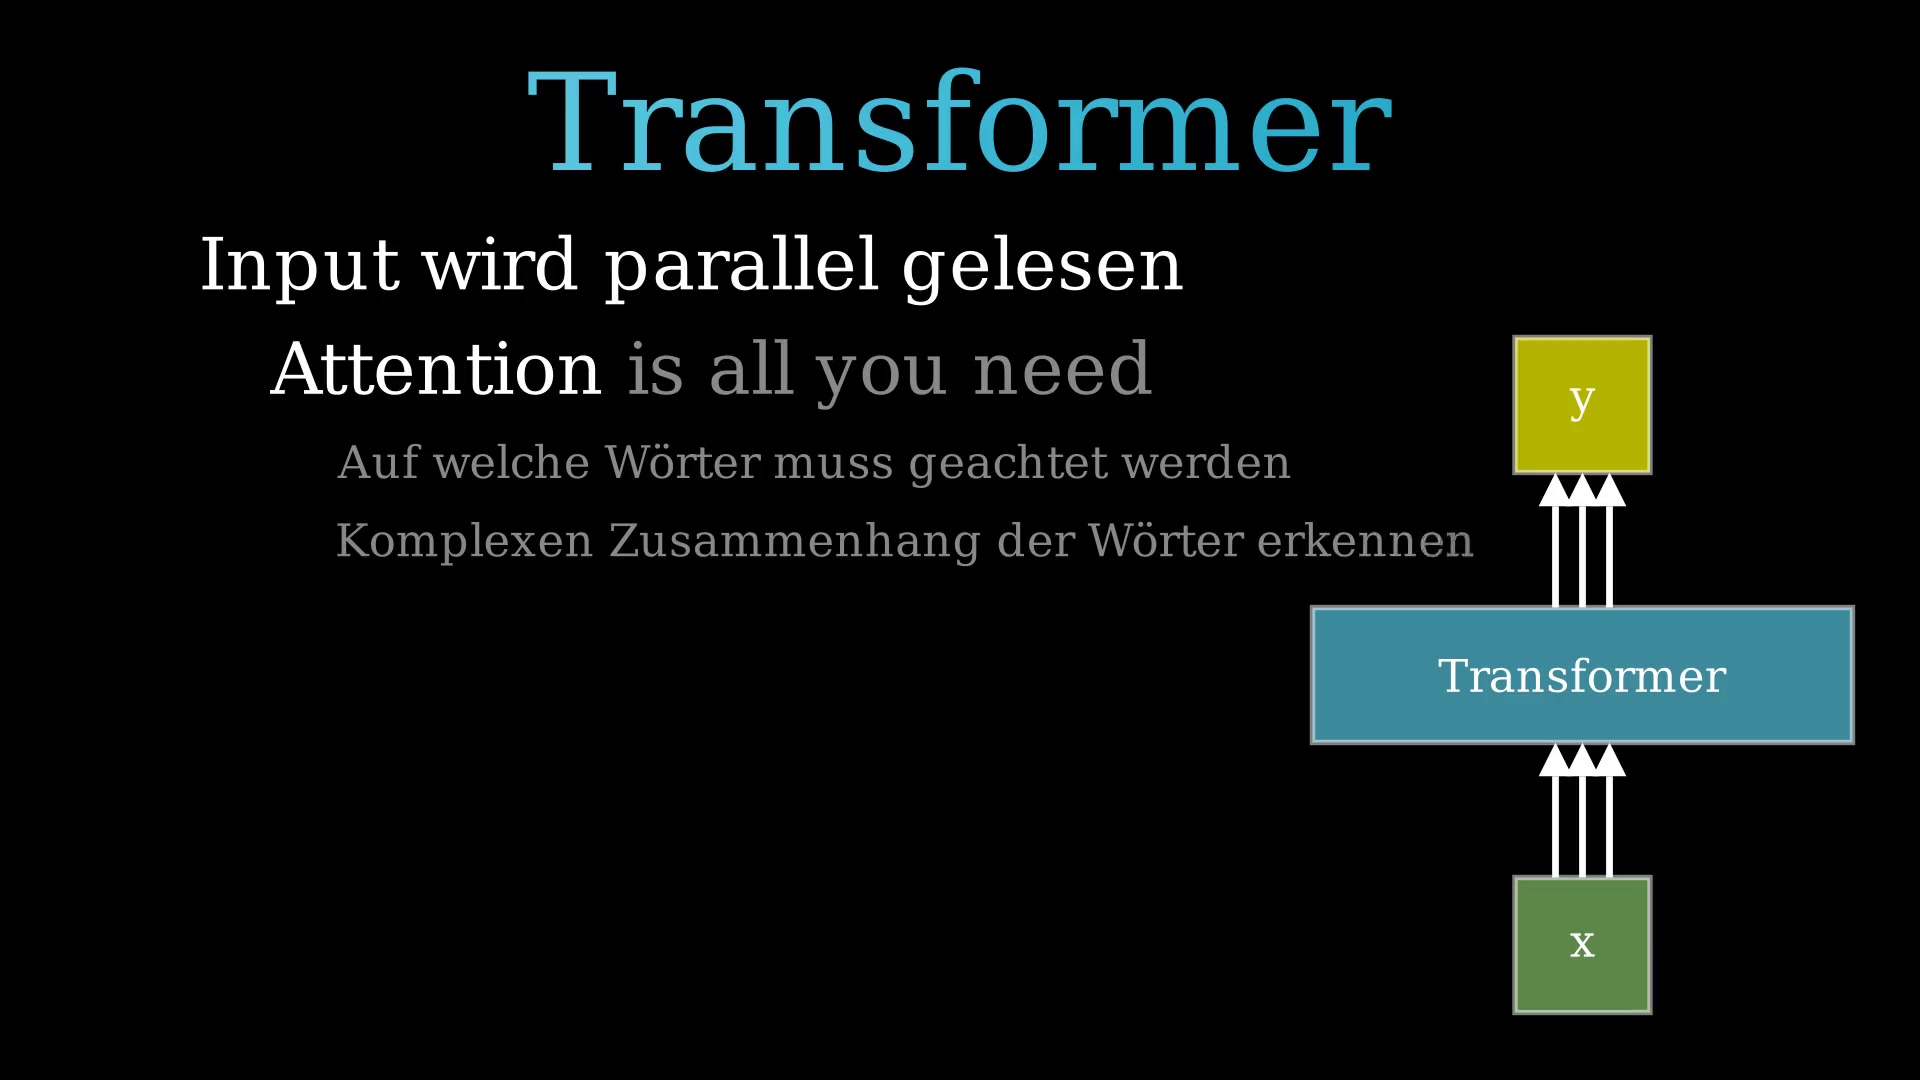 Transformer
Input wird parallel gelesen
Attention is all you need
Auf welche Wörter muss geachtet werden
Komplexen Zusammenhang der Wörter erkennen
y
Transformer
x